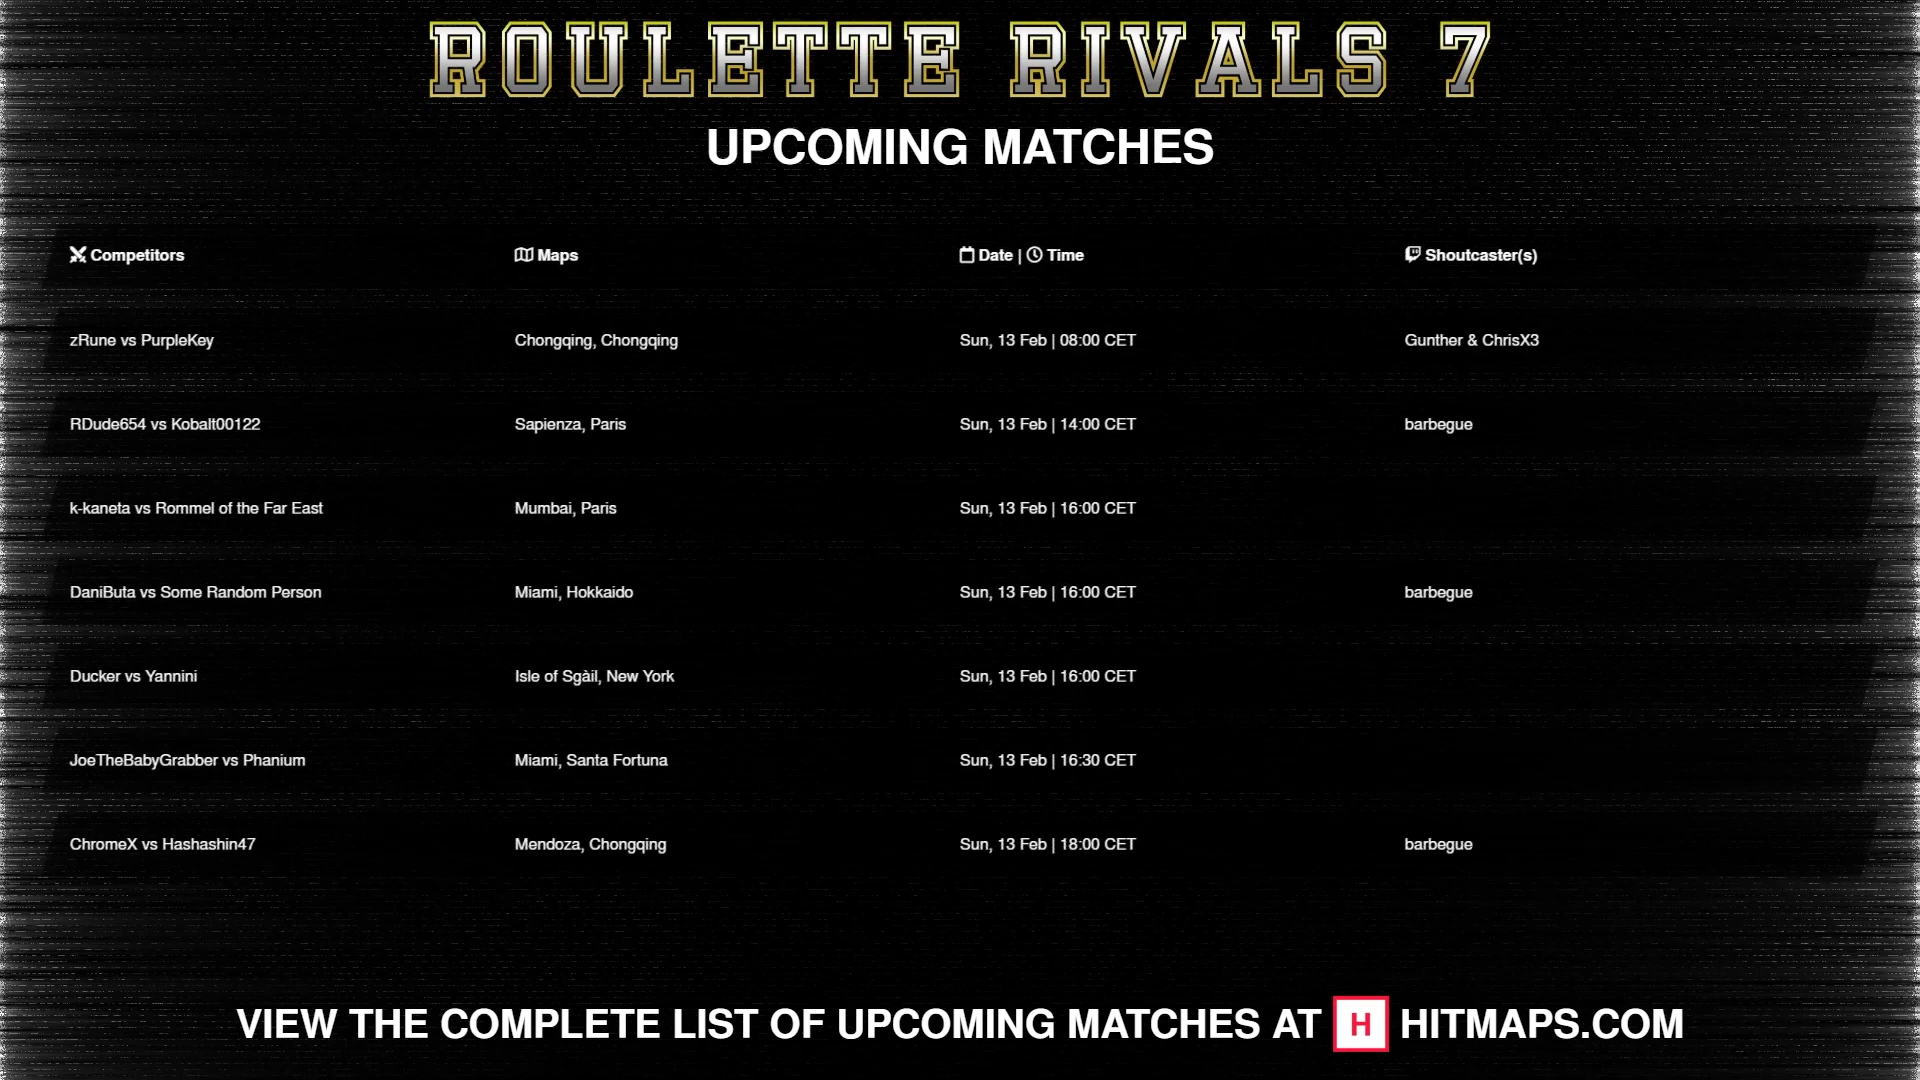 ROULETTE RIVALS 7
UPCOMING MATCHES
Competitors Maps Date | Time Shoutcaster(s)
zRune vs PurpleKey Chongqing, Chongqing Sun, 13 Feb | 08:00 CET Gunther & ChrisX3
RDude654 vs Kobalt00122 Sapienza, Paris Sun, 13 Feb | 14:00 CET barbegue
k-kaneta vs Rommel of the Far East Mumbai, Paris Sun, 13 Feb | 16:00 CET
DaniButa vs Some Random Person Miami, Hokkaido Sun, 13 Feb | 16:00 CET barbegue
Ducker vs Yannini Isle of Sgàil, New York Sun, 13 Feb | 16:00 CET
JoeTheBabyGrabber vs Phanium Miami, Santa Fortuna Sun, 13 Feb | 16:30 CET
ChromeX vs Hashashin47 Mendoza, Chongqing Sun, 13 Feb | 18:00 CET barbegue
VIEW THE COMPLETE LIST OF UPCOMING MATCHES AT H HITMAPS.COM